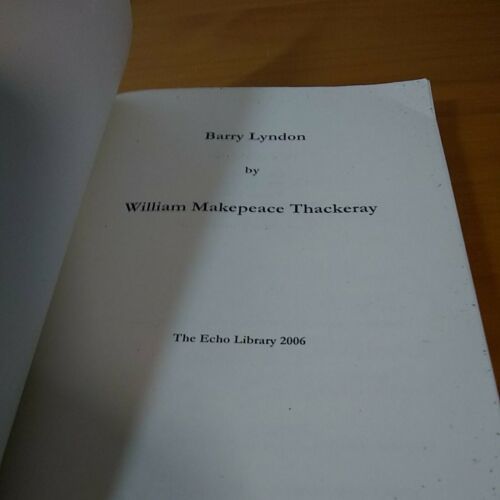 Barry Lyndon
by
William Makepeace Thackeray
The Echo Library 2006